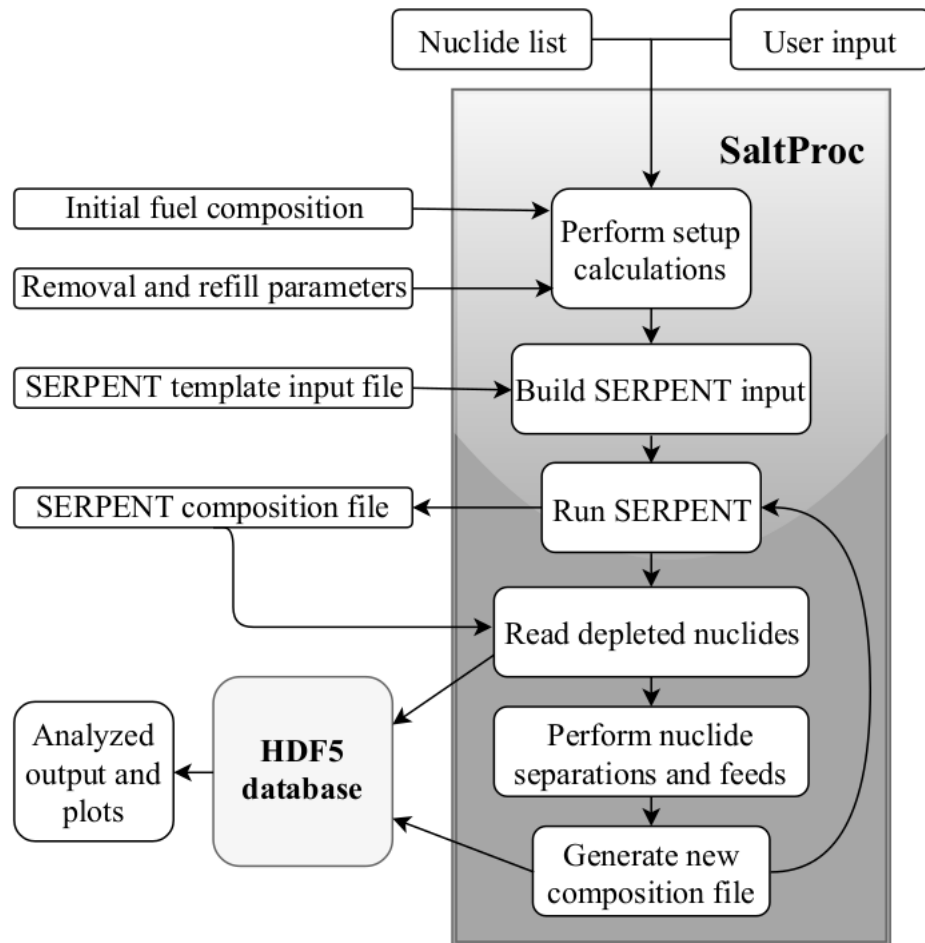 Nuclide list
User input
SaltProc
Initial fuel composition
Perform setup
calculations
Removal and refill parameters
SERPENT template input file
Build SERPENT input
SERPENT composition file
Run SERPENT
Read depleted nuclides
Analyzed
output and
plots
HDF5
database
Perform nuclide
separations and feeds
Generate new
composition file